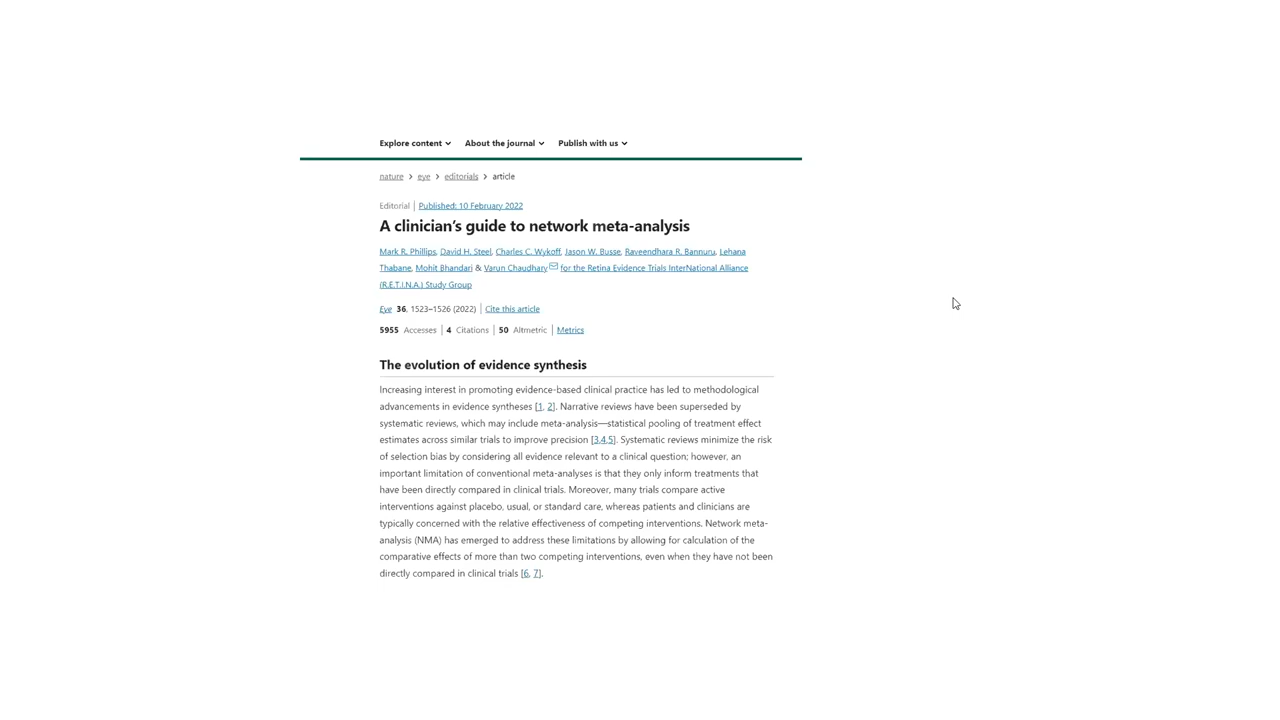 Explore content About the journal Publish with us
nature > eye > editorials > article
Editorial | Published: 10 February 2022
A clinician's guide to network meta-analysis
Mark R. Phillips, David H. Steel, Charles C. Wykoff, Jason W. Busse, Raveendhara R. Bannuru, Lehana
Thabane, Mohit Bhandari & Varun Chaudhary for the Retina Evidence Trials InterNational Alliance
(R.E.T.I.N.A.) Study Group
Eye 36, 1523–1526 (2022) | Cite this article
5955 Accesses | 4 Citations | 50 Altmetric | Metrics
The evolution of evidence synthesis
Increasing interest in promoting evidence-based clinical practice has led to methodological
advancements in evidence syntheses [1, 2]. Narrative reviews have been superseded by
systematic reviews, which may include meta-analysis—statistical pooling of treatment effect
estimates across similar trials to improve precision [3,4,5]. Systematic reviews minimize the risk
of selection bias by considering all evidence relevant to a clinical question; however, an
important limitation of conventional meta-analyses is that they only inform treatments that
have been directly compared in clinical trials. Moreover, many trials compare active
interventions against placebo, usual, or standard care, whereas patients and clinicians are
typically concerned with the relative effectiveness of competing interventions. Network meta-
analysis (NMA) has emerged to address these limitations by allowing for calculation of the
comparative effects of more than two competing interventions, even when they have not been
directly compared in clinical trials [6, 7].